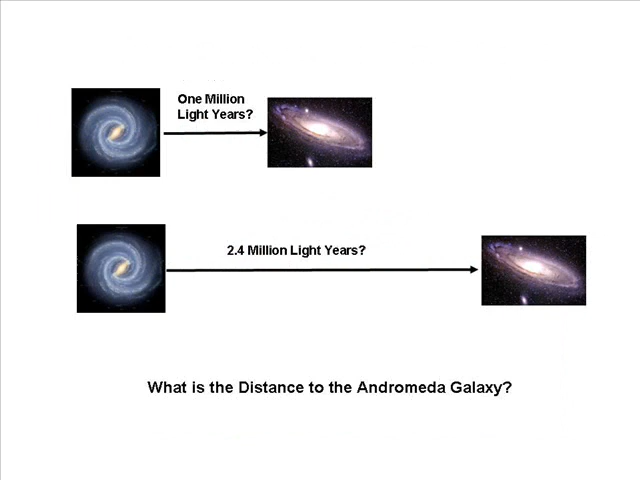 One Million
Light Years?
2.4 Million Light Years?
What is the Distance to the Andromeda Galaxy?